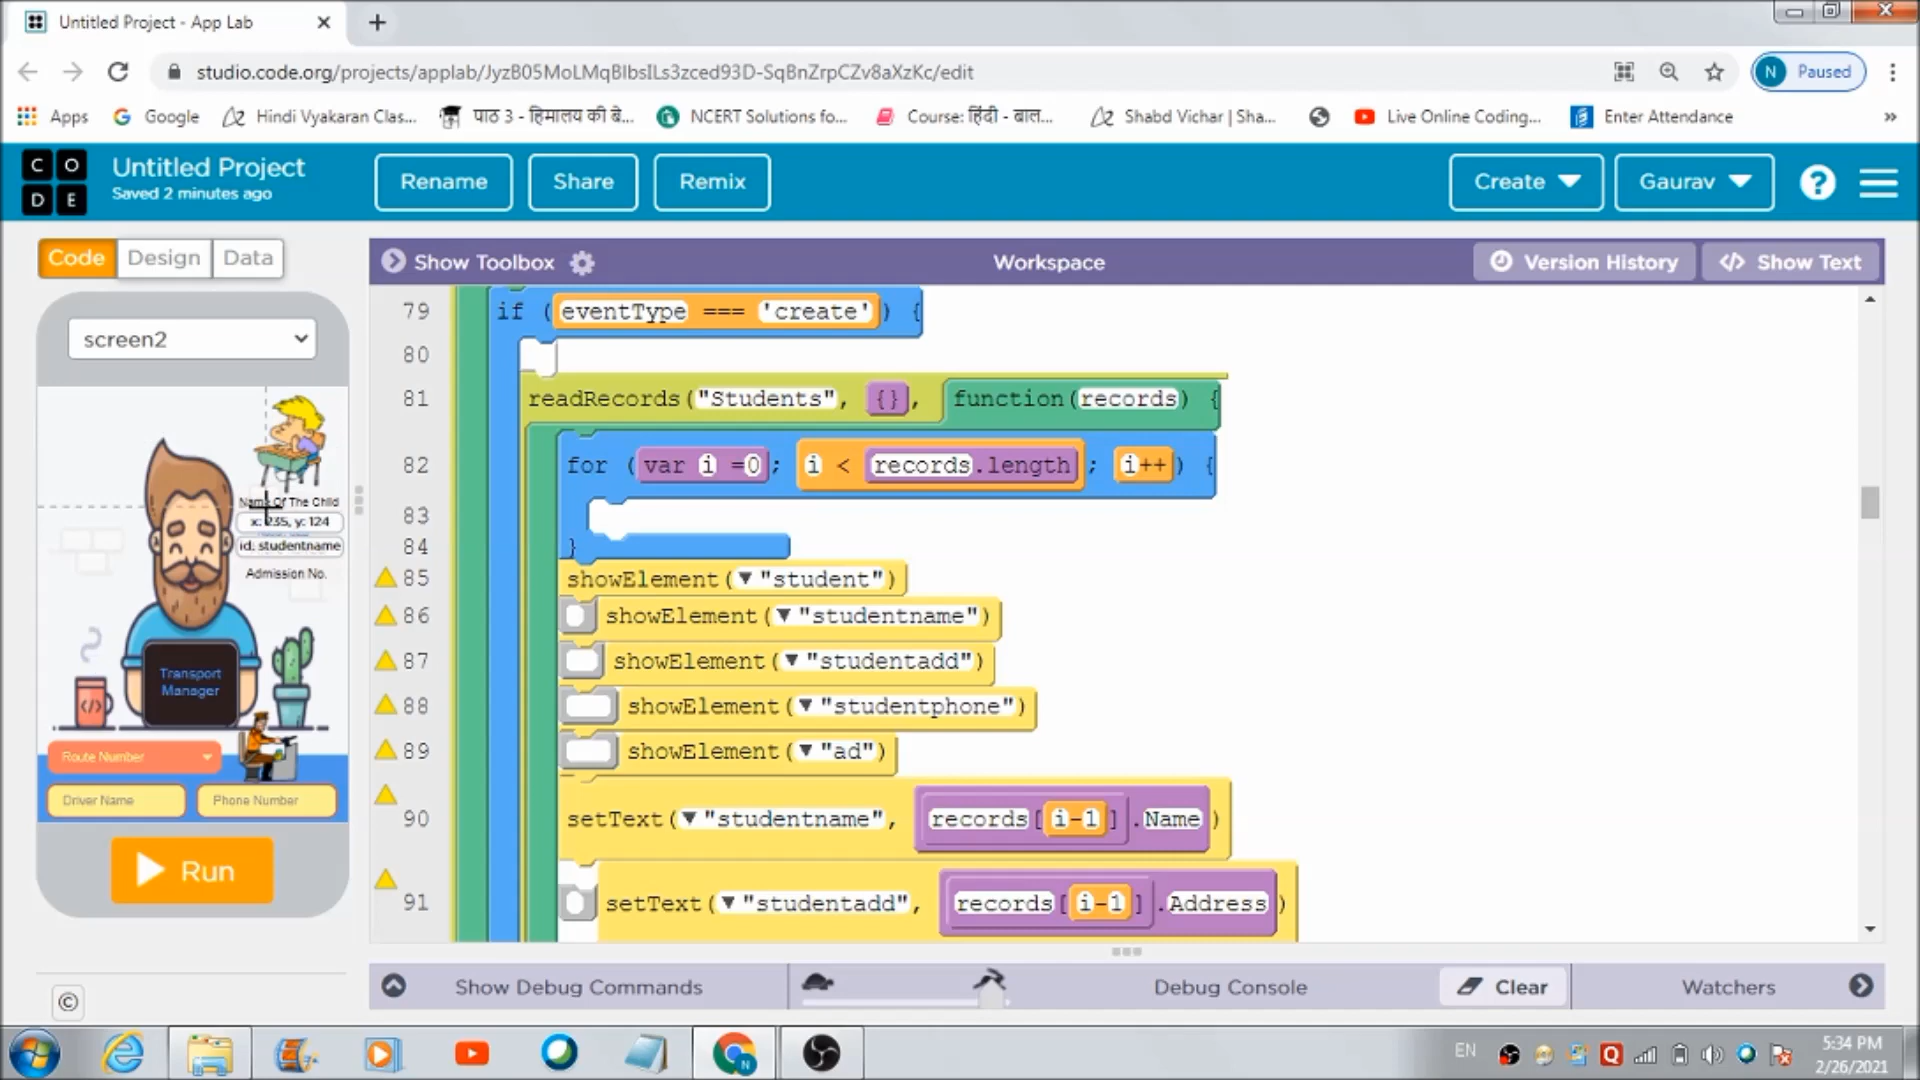 Untitled Project - App Lab
studio.code.org/projects/applab/JyzB05MoLMqBIbsILs3zced93D-SqBnZrpCZv8aXzKc/edit
N Paused
Apps Google Hindi Vyakaran Clas... पाठ 3 - हिमालय की बे... NCERT Solutions fo... Course: हिंदी - बाल... Shabd Vichar | Sha... Live Online Coding... Enter Attendance »
C O D E
Untitled Project
Saved 2 minutes ago
Rename Share Remix Create Gaurav ?
Code Design Data
Show Toolbox Workspace Version History </> Show Text
screen2
Name Of The Child
x: 235, y: 124
id: studentname
Admission No.
Transport
Manager
</>
Route Number
Driver Name Phone Number
Run
79 if (eventType === 'create') {
80
81 readRecords("Students", {}, function(records) {
82 for (var i =0; i < records.length; i++) {
83
84 }
85 showElement("student")
86 showElement("studentname")
87 showElement("studentadd")
88 showElement("studentphone")
89 showElement("ad")
90 setText("studentname", records[i-1].Name)
91 setText("studentadd", records[i-1].Address)
©
Show Debug Commands Debug Console Clear Watchers
EN
5:34 PM
2/26/2021